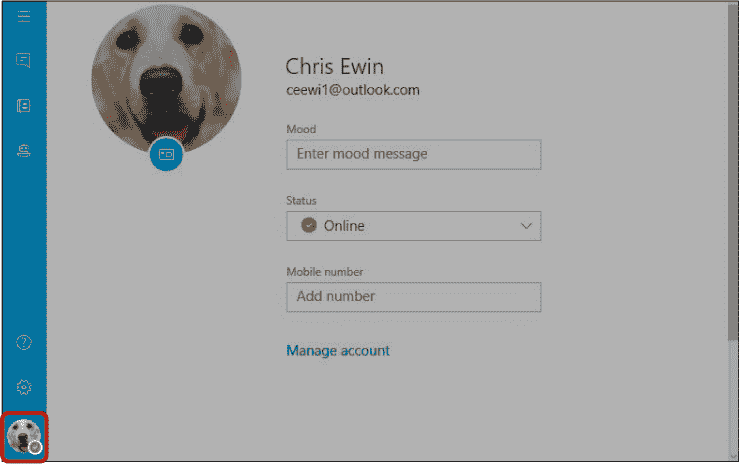 Chris Ewin
ceewi1@outlook.com
Mood
Enter mood message
Status
Online
Mobile number
Add number
Manage account